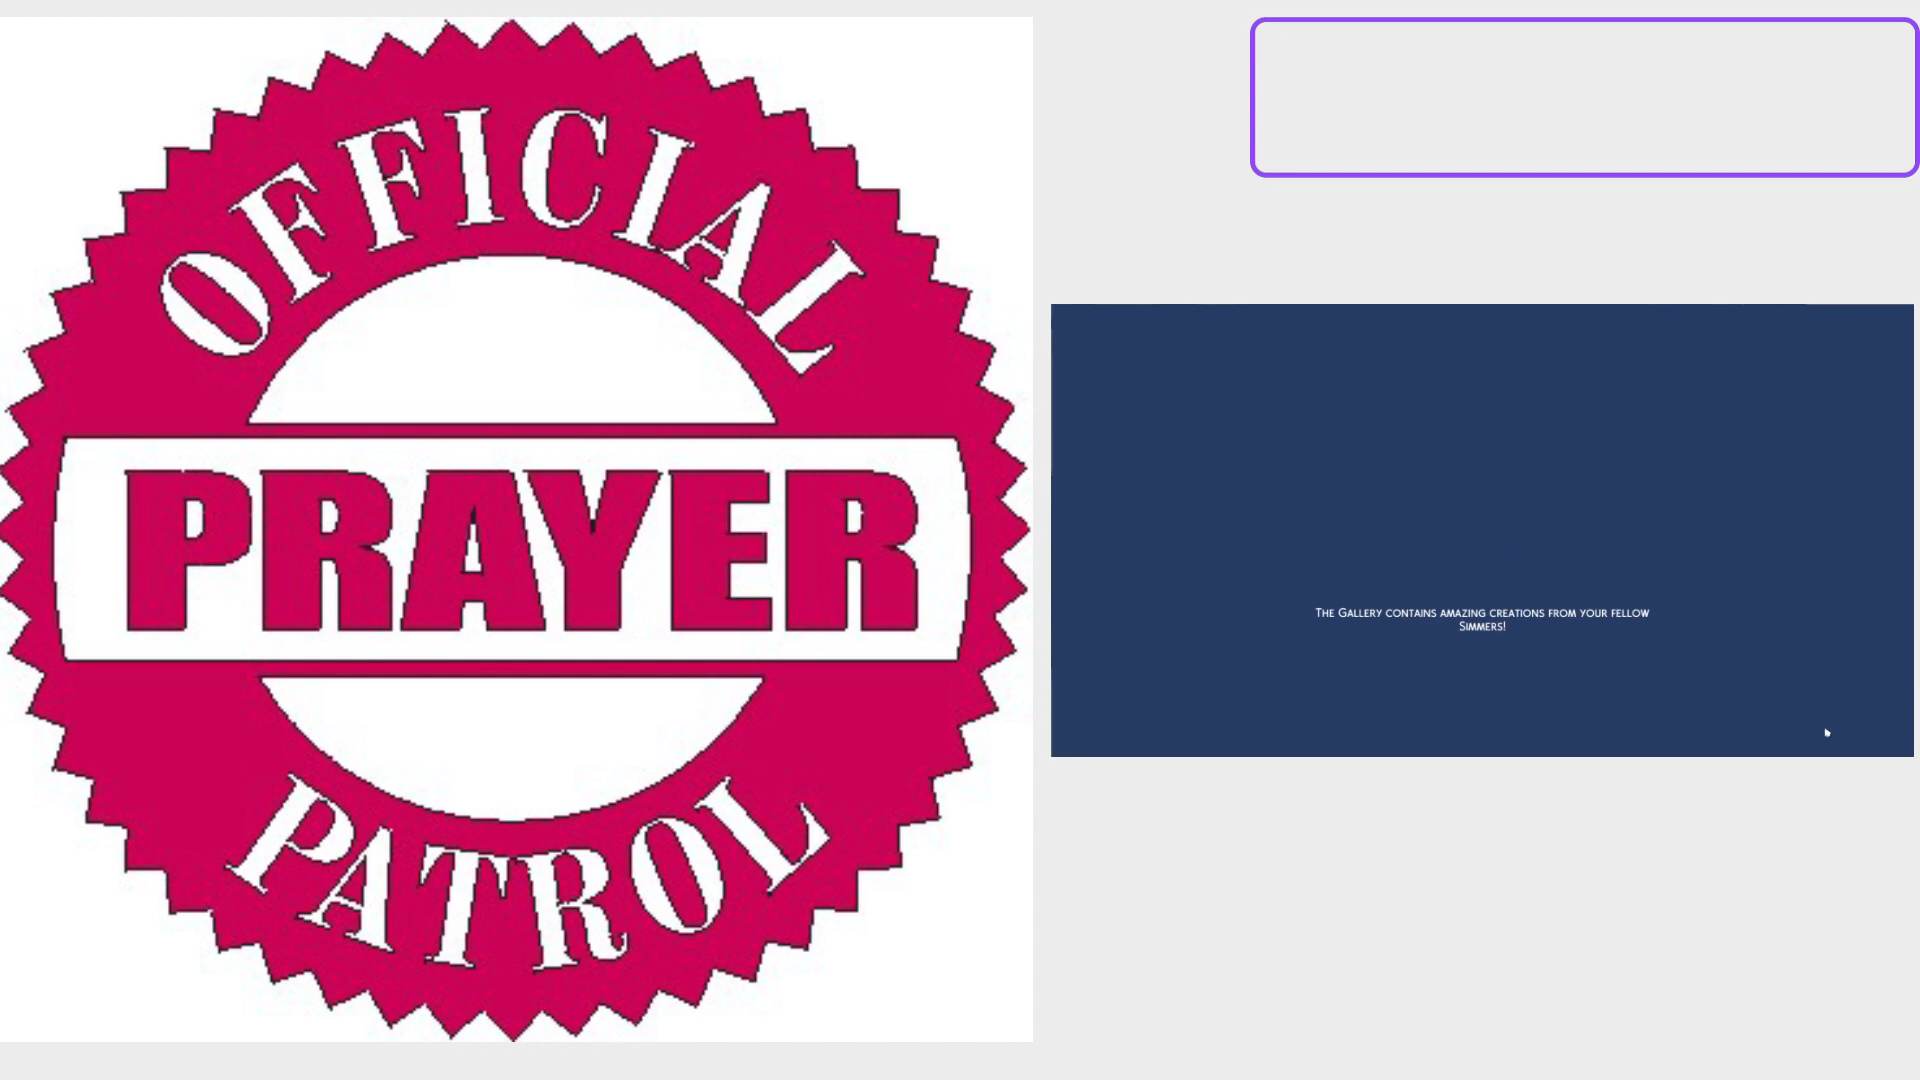 OFFICIAL
PRAYER
PATROL
The Gallery contains amazing creations from your fellow
Simmers!